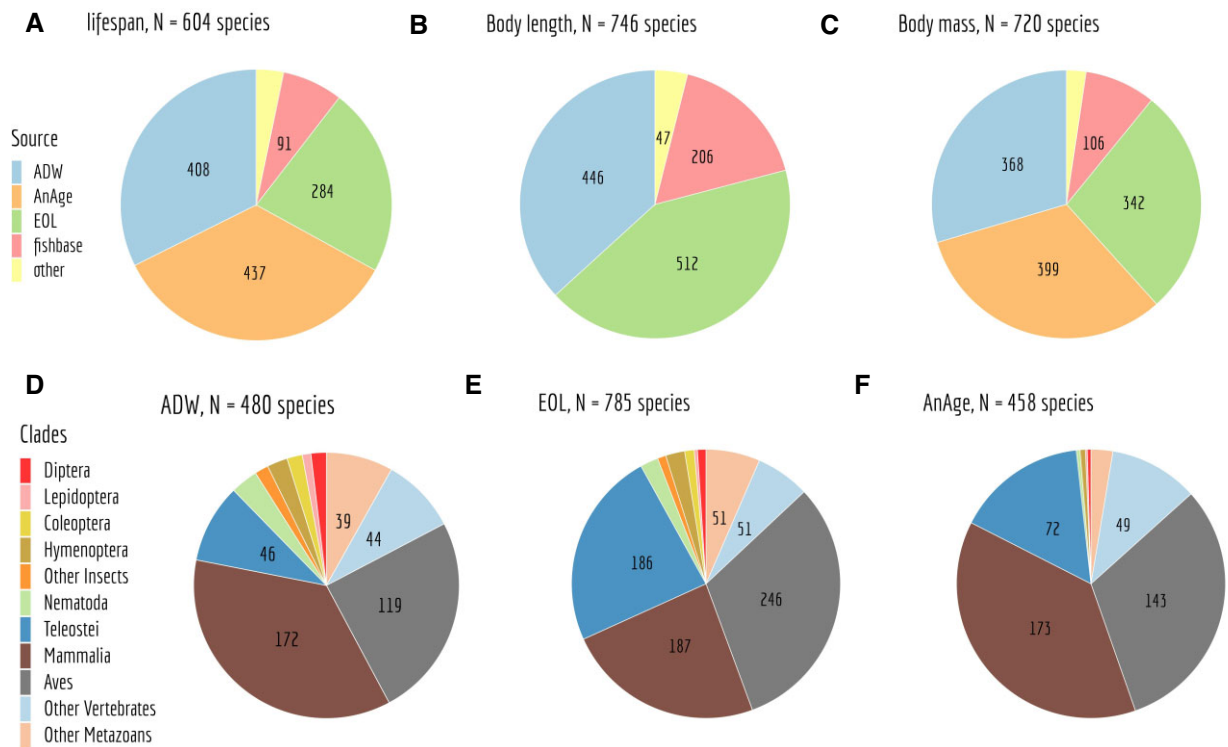 A lifespan, N = 604 species
B Body length, N = 746 species
C Body mass, N = 720 species
Source
ADW
AnAge
EOL
fishbase
other
408
91
284
437
446
47
206
512
368
106
342
399
D ADW, N = 480 species
E EOL, N = 785 species
F AnAge, N = 458 species
Clades
Diptera
Lepidoptera
Coleoptera
Hymenoptera
Other Insects
Nematoda
Teleostei
Mammalia
Aves
Other Vertebrates
Other Metazoans
39
44
46
119
172
51
51
186
246
187
72
49
143
173